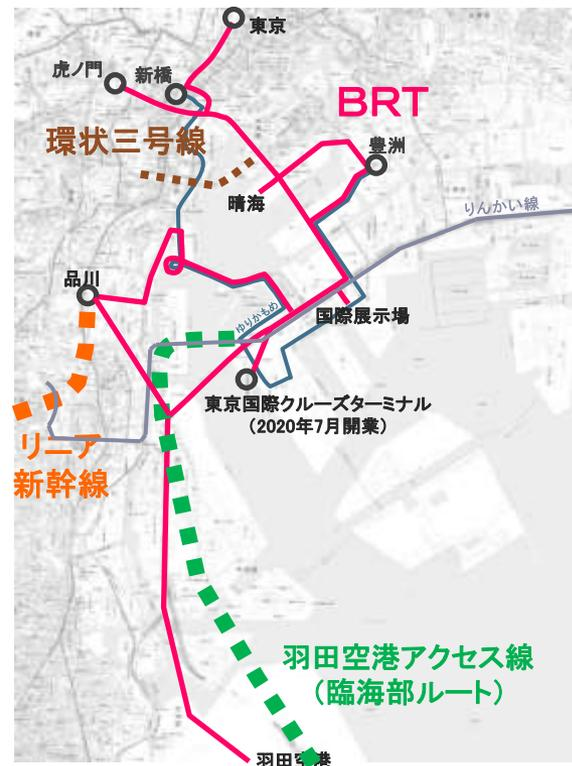 東京
虎ノ門
新橋
BRT
環状三号線
豊洲
晴海
りんかい線
品川
ゆりかもめ
国際展示場
東京国際クルーズターミナル
(2020年7月開業)
リニア
新幹線
羽田空港アクセス線
(臨海部ルート)
羽田空港